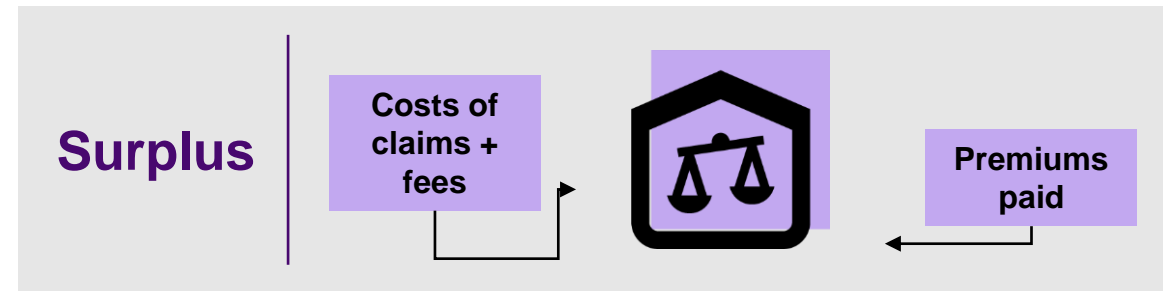 Surplus
Costs of
claims +
fees
Premiums
paid